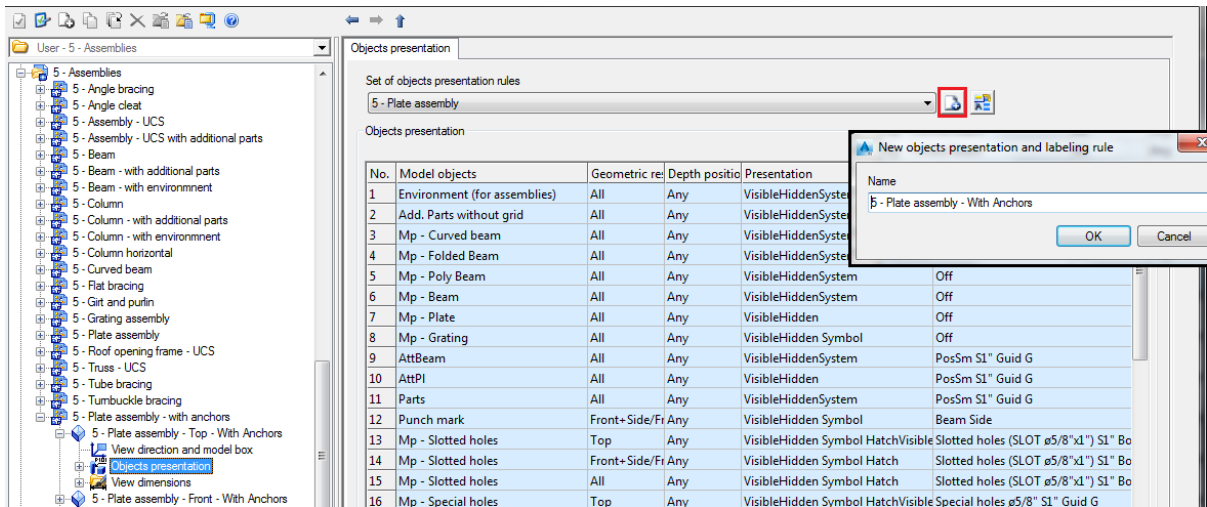 User - 5 - Assemblies
5 - Assemblies
5 - Angle bracing
5 - Angle cleat
5 - Assembly - UCS
5 - Assembly - UCS with additional parts
5 - Beam
5 - Beam - with additional parts
5 - Beam - with environmnent
5 - Column
5 - Column - with additional parts
5 - Column - with environmnent
5 - Column horizontal
5 - Curved beam
5 - Flat bracing
5 - Girt and purlin
5 - Grating assembly
5 - Plate assembly
5 - Roof opening frame - UCS
5 - Truss - UCS
5 - Tube bracing
5 - Turnbuckle bracing
5 - Plate assembly - with anchors
5 - Plate assembly - Top - With Anchors
View direction and model box
Objects presentation
View dimensions
5 - Plate assembly - Front - With Anchors
Objects presentation
Set of objects presentation rules
5 - Plate assembly
Objects presentation
New objects presentation and labeling rule
Name
5 - Plate assembly - With Anchors
OK Cancel
No. Model objects Geometric res Depth positio Presentation
1 Environment (for assemblies) All Any VisibleHiddenSyster
2 Add. Parts without grid All Any VisibleHiddenSyster
3 Mp - Curved beam All Any VisibleHiddenSyster
4 Mp - Folded Beam All Any VisibleHiddenSyster
5 Mp - Poly Beam All Any VisibleHiddenSystem Off
6 Mp - Beam All Any VisibleHiddenSystem Off
7 Mp - Plate All Any VisibleHidden Off
8 Mp - Grating All Any VisibleHidden Symbol Off
9 AttBeam All Any VisibleHiddenSystem PosSm S1" Guid G
10 AttPl All Any VisibleHidden PosSm S1" Guid G
11 Parts All Any VisibleHiddenSystem PosSm S1" Guid G
12 Punch mark Front+Side/Fr Any VisibleHidden Symbol Beam Side
13 Mp - Slotted holes Top Any VisibleHidden Symbol HatchVisible Slotted holes (SLOT ø5/8"x1") S1" Bo
14 Mp - Slotted holes Front+Side/Fr Any VisibleHidden Symbol Hatch Slotted holes (SLOT ø5/8"x1") S1" Bo
15 Mp - Slotted holes All Any VisibleHidden Symbol Hatch Slotted holes (SLOT ø5/8"x1") S1" Bo
16 Mp - Special holes Top Any VisibleHidden Symbol HatchVisible Special holes ø5/8" S1" Guid G